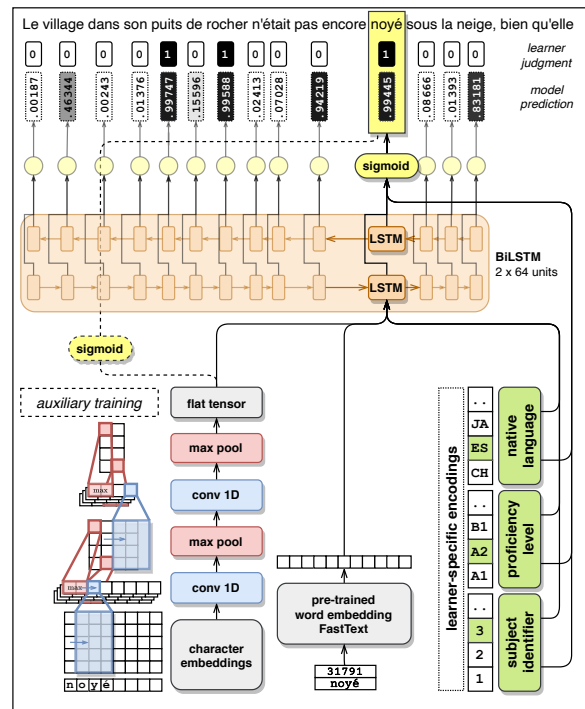 Le village dans son puits de rocher n'était pas encore noyé sous la neige, bien qu'elle
0 0 0 0 1 0 1 0 0 0 1 0 0 0
learner judgment
.00187 .46344 .00243 .01376 .99747 .15596 .99588 .02413 .07028 .94219 .99445 .08666 .01393 .83181
model prediction
sigmoid
LSTM
BiLSTM
2 x 64 units
LSTM
sigmoid
auxiliary training
flat tensor
max pool
conv 1D
max pool
conv 1D
character
embeddings
max
max
n o y é
pre-trained
word embedding
FastText
31791
noyé
learner-specific encodings
..
JA
ES
CH
native
language
..
B1
A2
A1
proficiency
level
..
3
2
1
subject
identifier